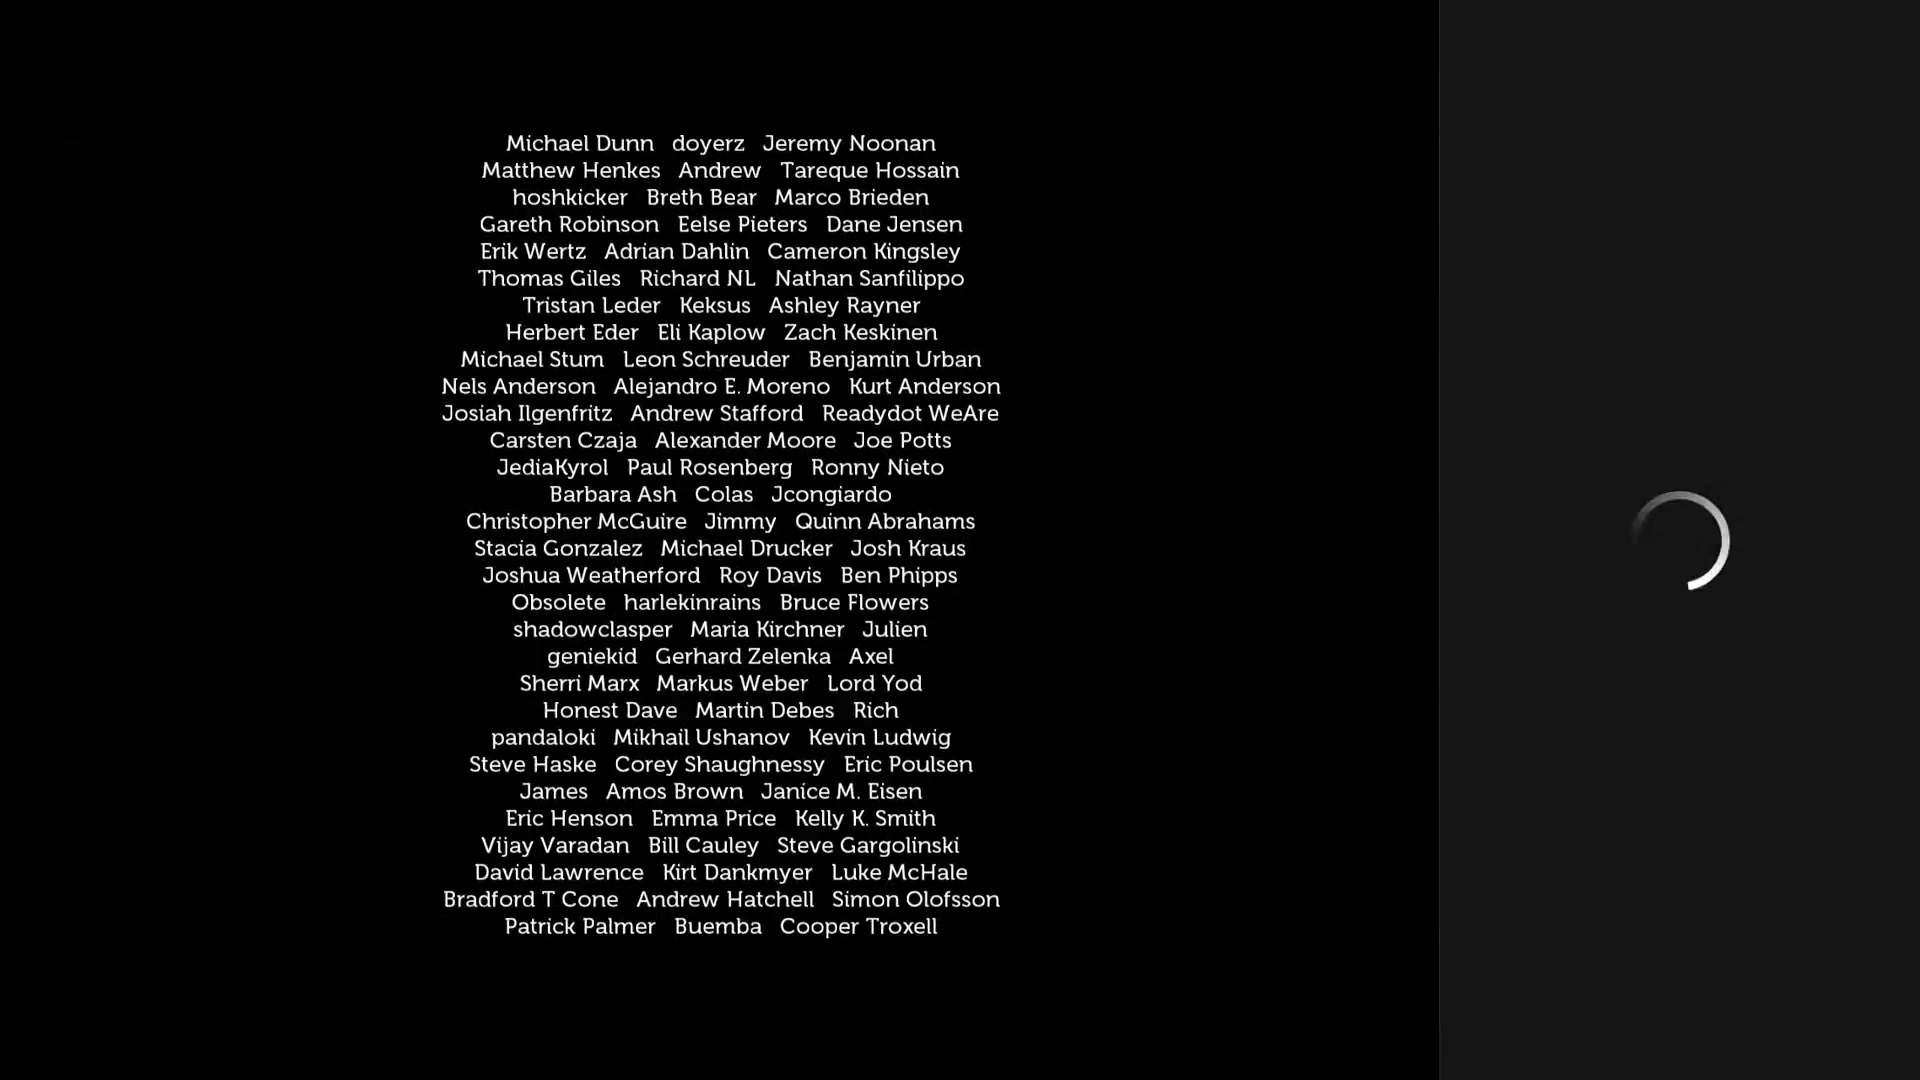 Michael Dunn doyerz Jeremy Noonan
Matthew Henkes Andrew Tareque Hossain
hoshkicker Breth Bear Marco Brieden
Gareth Robinson Eelse Pieters Dane Jensen
Erik Wertz Adrian Dahlin Cameron Kingsley
Thomas Giles Richard NL Nathan Sanfilippo
Tristan Leder Keksus Ashley Rayner
Herbert Eder Eli Kaplow Zach Keskinen
Michael Stum Leon Schreuder Benjamin Urban
Nels Anderson Alejandro E. Moreno Kurt Anderson
Josiah Ilgenfritz Andrew Stafford Readydot WeAre
Carsten Czaja Alexander Moore Joe Potts
JediaKyrol Paul Rosenberg Ronny Nieto
Barbara Ash Colas Jcongiardo
Christopher McGuire Jimmy Quinn Abrahams
Stacia Gonzalez Michael Drucker Josh Kraus
Joshua Weatherford Roy Davis Ben Phipps
Obsolete harlekinrains Bruce Flowers
shadowclasper Maria Kirchner Julien
geniekid Gerhard Zelenka Axel
Sherri Marx Markus Weber Lord Yod
Honest Dave Martin Debes Rich
pandaloki Mikhail Ushanov Kevin Ludwig
Steve Haske Corey Shaughnessy Eric Poulsen
James Amos Brown Janice M. Eisen
Eric Henson Emma Price Kelly K. Smith
Vijay Varadan Bill Cauley Steve Gargolinski
David Lawrence Kirt Dankmyer Luke McHale
Bradford T Cone Andrew Hatchell Simon Olofsson
Patrick Palmer Buemba Cooper Troxell